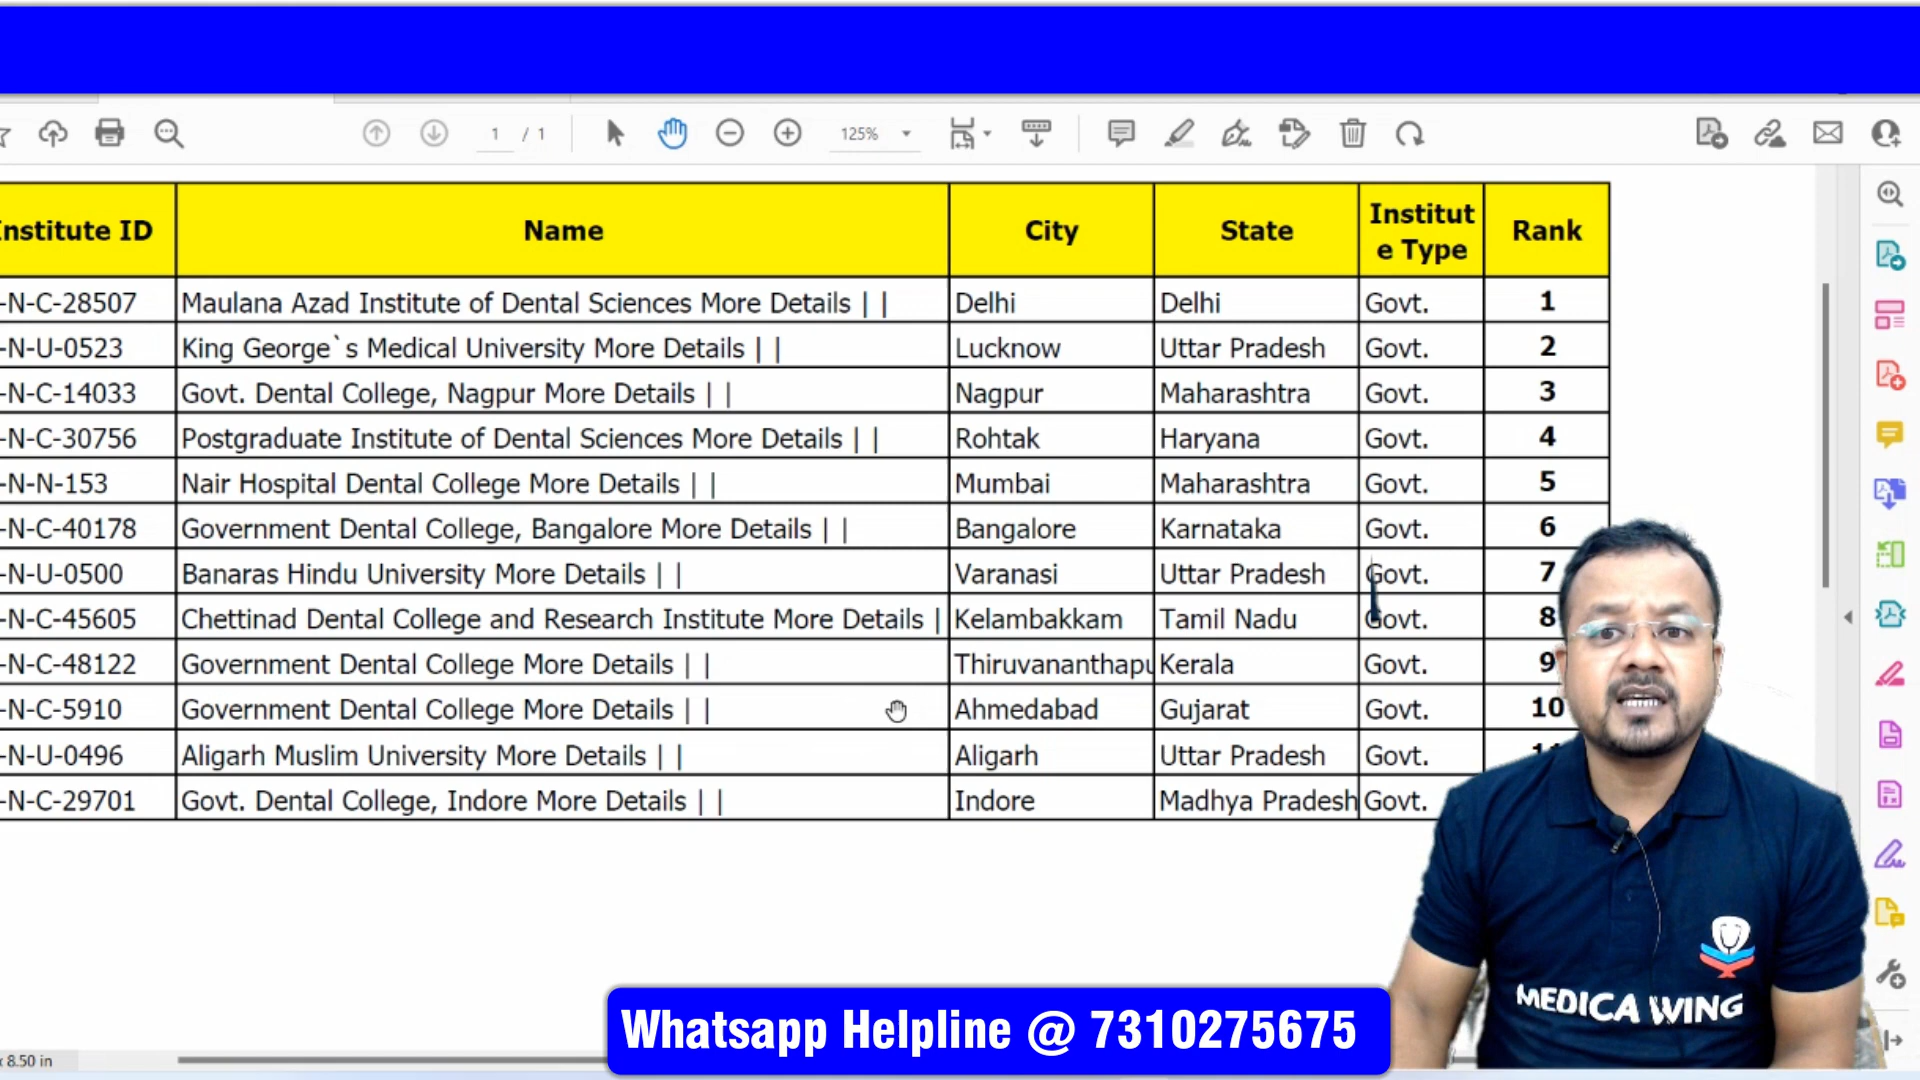 1 / 1 125%
Institute ID Name City State Institut e Type Rank
-N-C-28507 Maulana Azad Institute of Dental Sciences More Details | | Delhi Delhi Govt. 1
-N-U-0523 King George`s Medical University More Details | | Lucknow Uttar Pradesh Govt. 2
-N-C-14033 Govt. Dental College, Nagpur More Details | | Nagpur Maharashtra Govt. 3
-N-C-30756 Postgraduate Institute of Dental Sciences More Details | | Rohtak Haryana Govt. 4
-N-N-153 Nair Hospital Dental College More Details | | Mumbai Maharashtra Govt. 5
-N-C-40178 Government Dental College, Bangalore More Details | | Bangalore Karnataka Govt. 6
-N-U-0500 Banaras Hindu University More Details | | Varanasi Uttar Pradesh Govt. 7
-N-C-45605 Chettinad Dental College and Research Institute More Details | Kelambakkam Tamil Nadu Govt. 8
-N-C-48122 Government Dental College More Details | | Thiruvananthapu Kerala Govt. 9
-N-C-5910 Government Dental College More Details | | Ahmedabad Gujarat Govt. 10
-N-U-0496 Aligarh Muslim University More Details | | Aligarh Uttar Pradesh Govt. 11
-N-C-29701 Govt. Dental College, Indore More Details | | Indore Madhya Pradesh Govt.
MEDICA WING
Whatsapp Helpline @ 7310275675
x 8.50 in